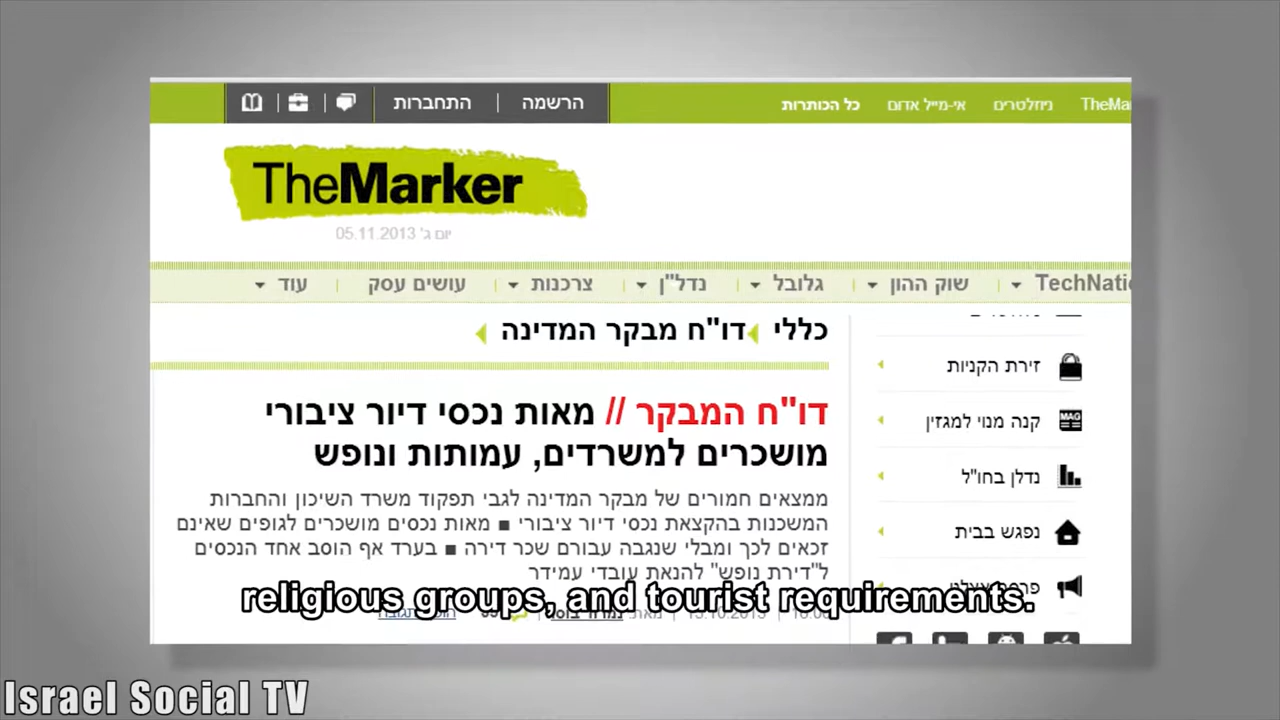 הרשמה | התחברות
TheMar כל הכותרות אי-מייל אדום ניוזלטרים
TheMarker
יום ג' 05.11.2013
שוק ההון גלובל נדל"ן צרכנות עושים עסק עוד
כללי דו"ח מבקר המדינה
דו"ח המבקר // מאות נכסי דיור ציבורי
מושכרים למשרדים, עמותות ונופש
ממצאים חמורים של מבקר המדינה לגבי תפקוד משרד השיכון והחברות
המשכנות בהקצאת נכסי דיור ציבורי ■ מאות נכסים מושכרים לגופים שאינם
זכאים לכך ומבלי שנגבה עבורם שכר דירה ■ בערד אף הוסב אחד הנכסים
ל"דירת נופש" להנאת עובדי עמידר
זירת הקניות
קנה מנוי למגזין
MAG
נדלן בחו"ל
נפגש בבית
religious groups, and tourist requirements.
Israel Social TV